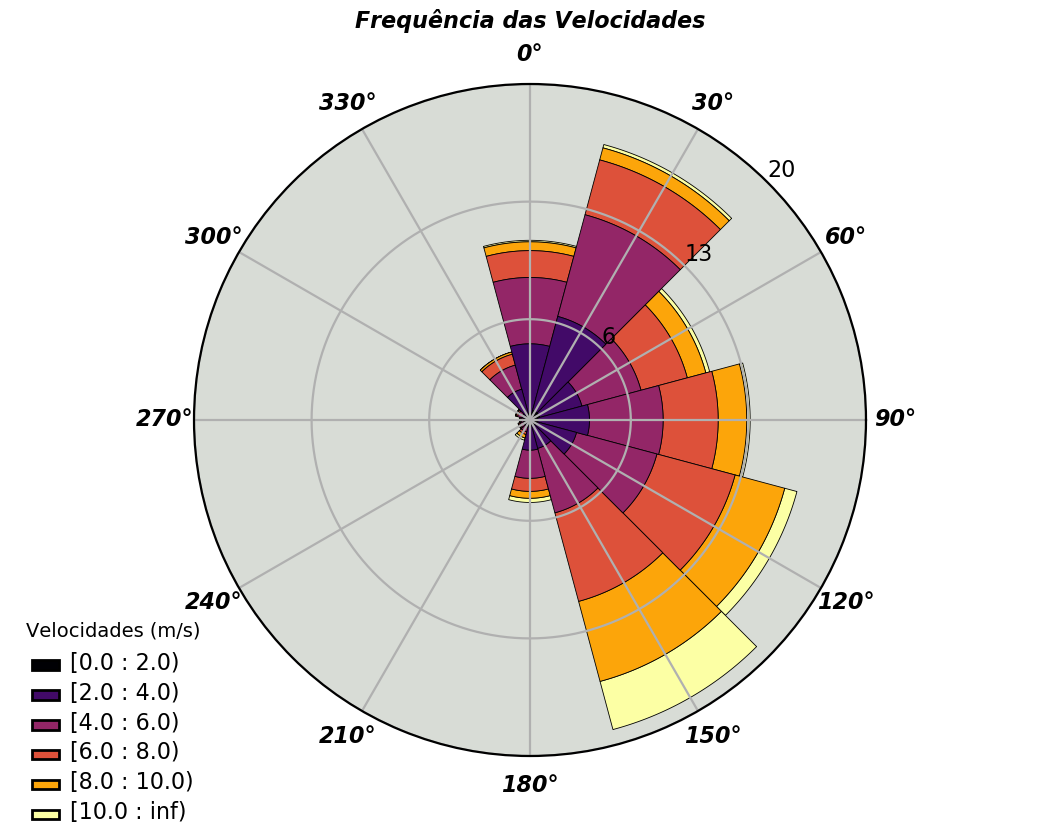 Frequência das Velocidades
0°
330°
30°
20
300°
60°
13
6
270°
90°
240°
120°
210°
150°
180°
Velocidades (m/s)
[0.0 : 2.0)
[2.0 : 4.0)
[4.0 : 6.0)
[6.0 : 8.0)
[8.0 : 10.0)
[10.0 : inf)